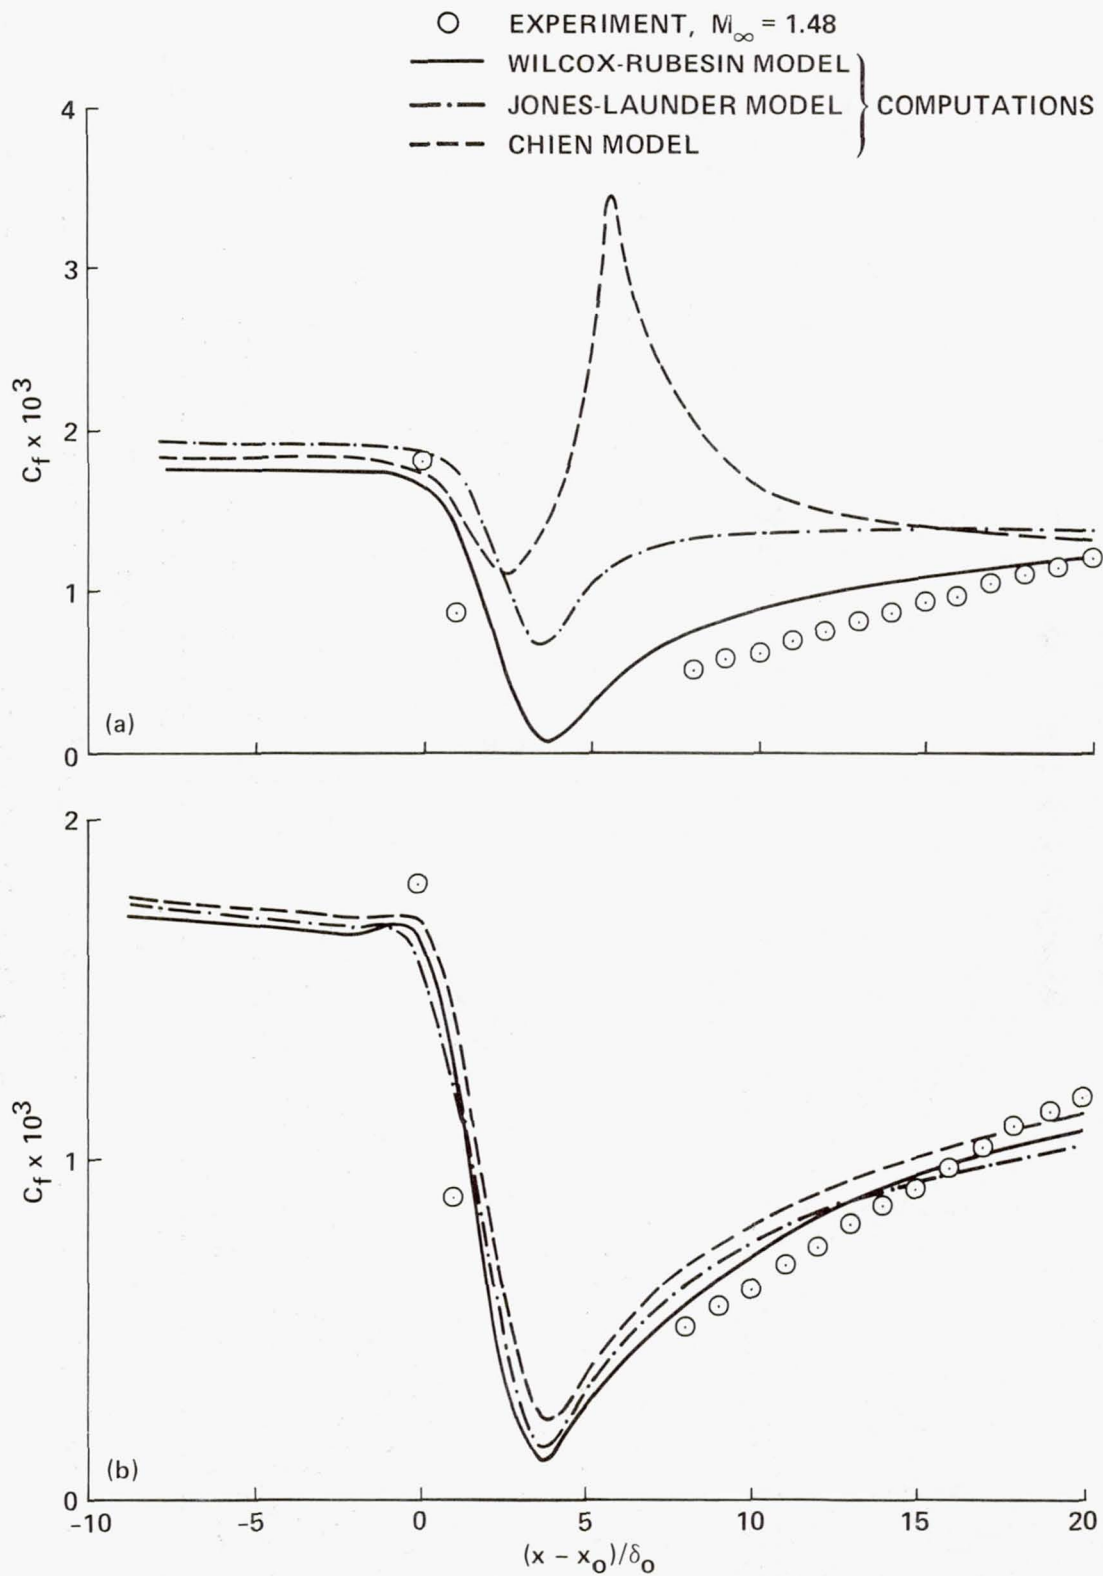 EXPERIMENT, M∞ = 1.48
WILCOX-RUBESIN MODEL
JONES-LAUNDER MODEL
CHIEN MODEL
COMPUTATIONS
4
3
2
1
0
Cf x 10³
(a)
2
1
0
Cf x 10³
(b)
-10 -5 0 5 10 15 20
(x – xo)/δo